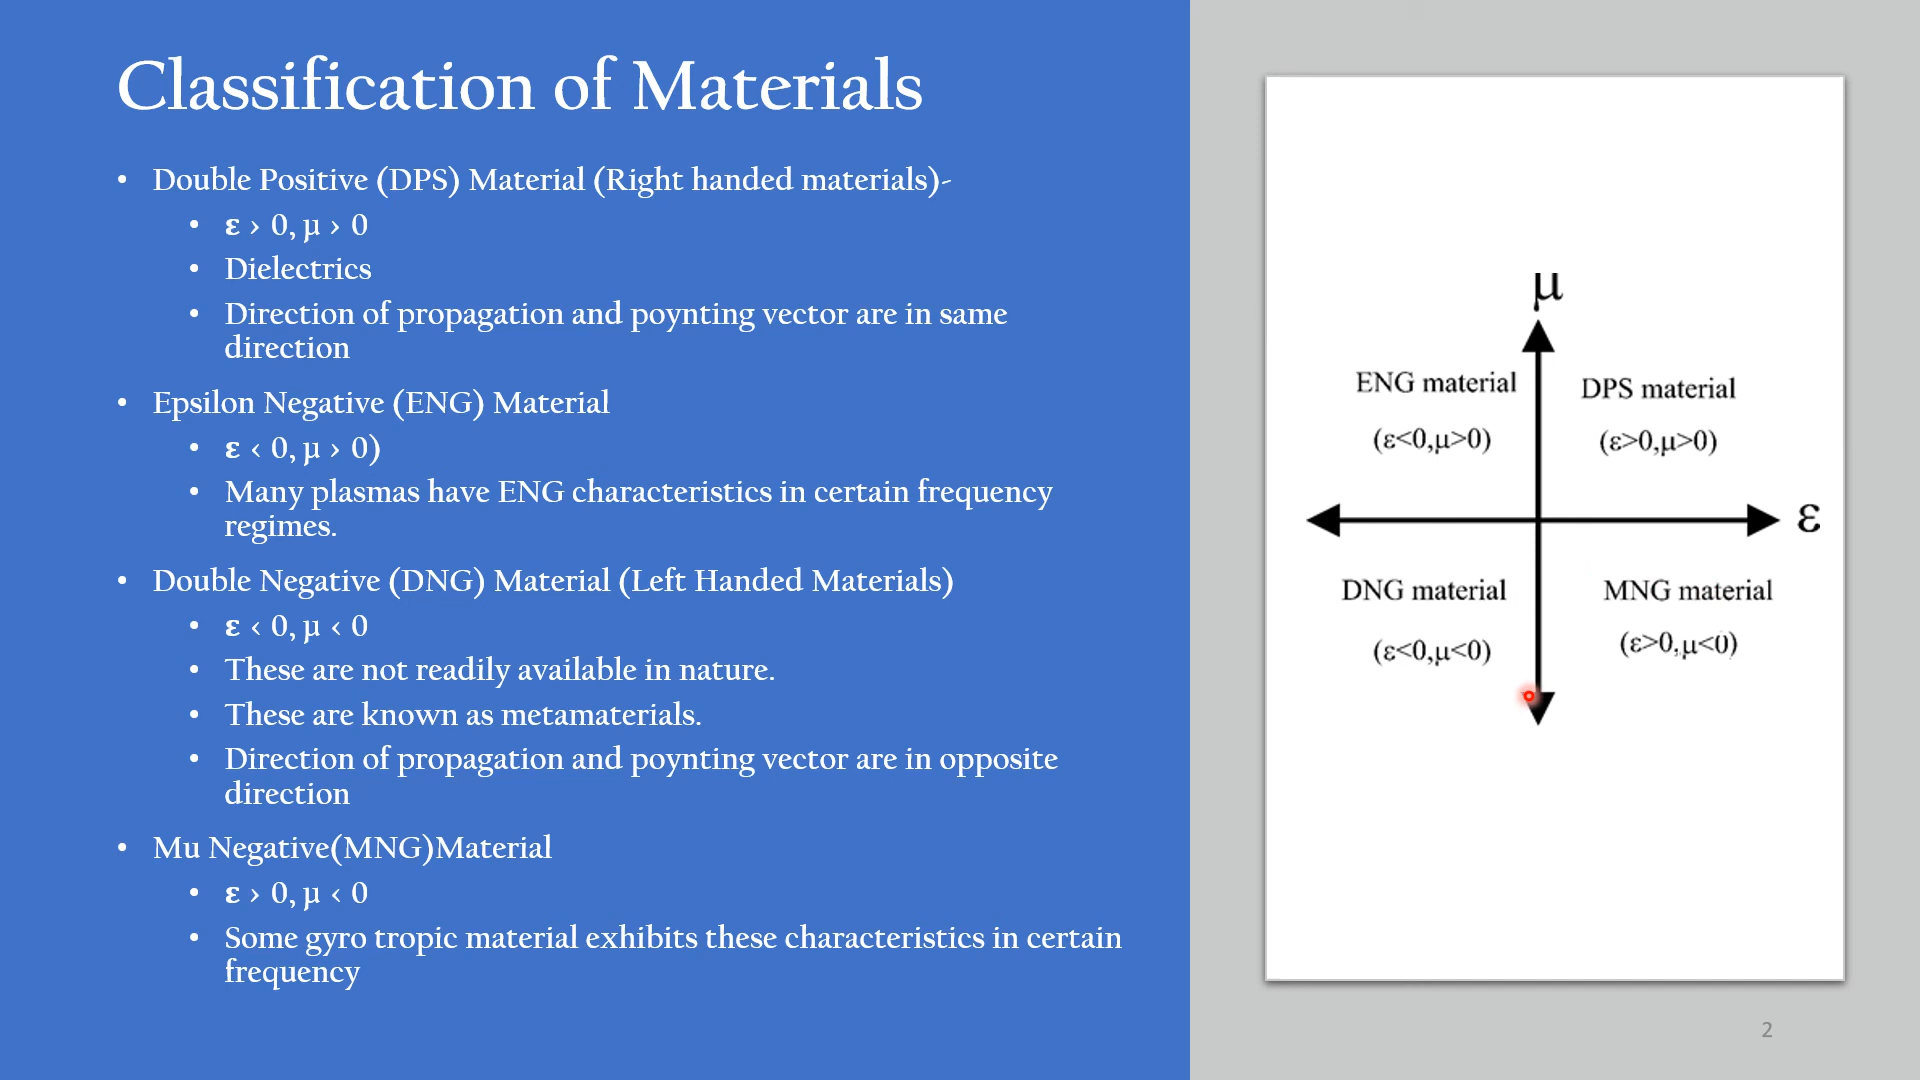 Classification of Materials
• Double Positive (DPS) Material (Right handed materials)-
• ε > 0, µ > 0
• Dielectrics
• Direction of propagation and poynting vector are in same
direction
• Epsilon Negative (ENG) Material
• ε < 0, µ > 0)
• Many plasmas have ENG characteristics in certain frequency
regimes.
• Double Negative (DNG) Material (Left Handed Materials)
• ε < 0, µ < 0
• These are not readily available in nature.
• These are known as metamaterials.
• Direction of propagation and poynting vector are in opposite
direction
• Mu Negative(MNG)Material
• ε > 0, µ < 0
• Some gyro tropic material exhibits these characteristics in certain
frequency
µ
ENG material
(ε<0,µ>0)
DPS material
(ε>0,µ>0)
ε
DNG material
(ε<0,µ<0)
MNG material
(ε>0,µ<0)
2